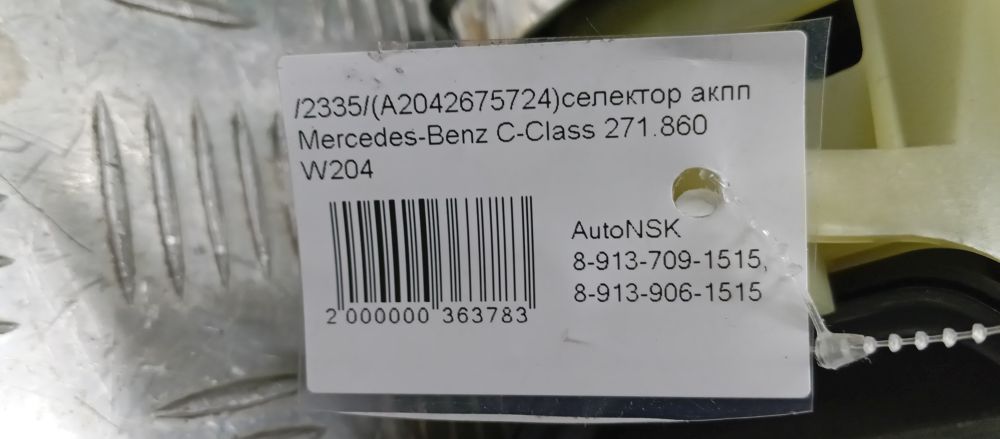 /2335/(A2042675724)селектор акпп
Mercedes-Benz C-Class 271.860
W204
AutoNSK
8-913-709-1515,
8-913-906-1515
2 000000 363783